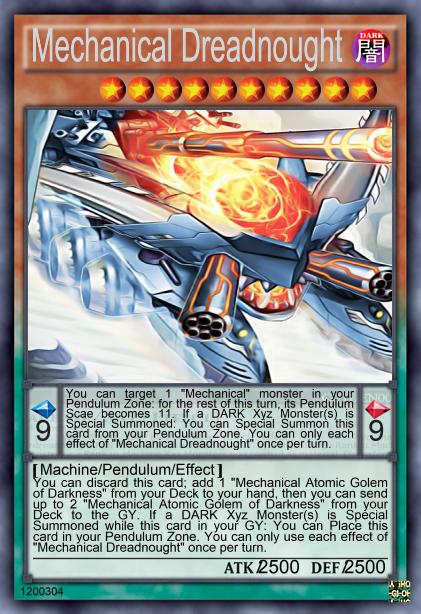 Mechanical Dreadnought
DARK
闇
You can target 1 "Mechanical" monster in your
Pendulum Zone: for the rest of this turn, its Pendulum
Scae becomes 11. If a DARK Xyz Monster(s) is
Special Summoned: You can Special Summon this
card from your Pendulum Zone. You can only each
effect of "Mechanical Dreadnought" once per turn.
9
9
[Machine/Pendulum/Effect]
You can discard this card; add 1 "Mechanical Atomic Golem
of Darkness" from your Deck to your hand, then you can send
up to 2 "Mechanical Atomic Golem of Darkness" from your
Deck to the GY. If a DARK Xyz Monster(s) is Special
Summoned while this card in your GY: You can Place this
card in your Pendulum Zone. You can only use each effect of
"Mechanical Dreadnought" once per turn.
ATK 2500 DEF 2500
1200304